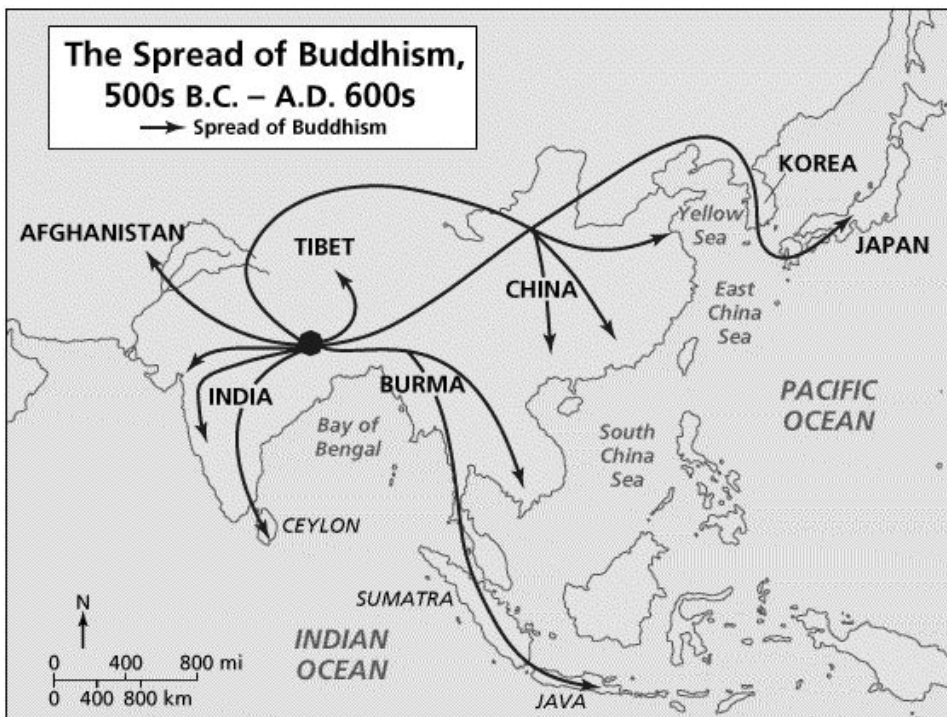 The Spread of Buddhism,
500s B.C. – A.D. 600s
Spread of Buddhism
KOREA
Yellow
Sea
AFGHANISTAN
TIBET
JAPAN
CHINA
East
China
Sea
INDIA
BURMA
PACIFIC
OCEAN
Bay of
Bengal
South
China
Sea
CEYLON
SUMATRA
N
INDIAN
OCEAN
0 400 800 mi
0 400 800 km
JAVA